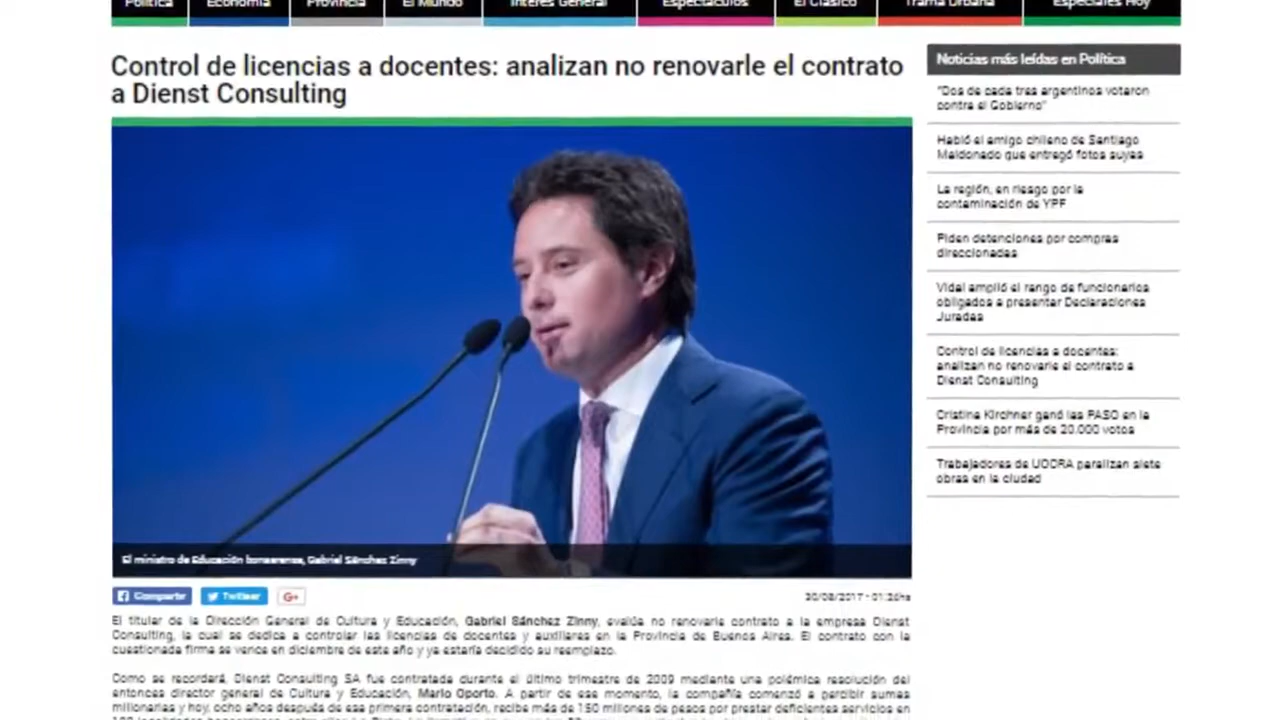 Política Economía Provincia El Mundo Interés General Espectáculos El Clásico Trama Urbana Especiales Hoy
Control de licencias a docentes: analizan no renovarle el contrato
a Dienst Consulting
El ministro de Educación bonaerense, Gabriel Sánchez Zinny
Compartir Twittear G+
30/08/2017 - 01:26hs
El titular de la Dirección General de Cultura y Educación, Gabriel Sánchez Zinny, evalúa no renovarle contrato a la empresa Dienst
Consulting, la cual se dedica a controlar las licencias de docentes y auxiliares en la Provincia de Buenos Aires. El contrato con la
cuestionada firma se vence en diciembre de este año y ya estaría decidido su reemplazo.
Como se recordará, Dienst Consulting SA fue contratada durante el último trimestre de 2009 mediante una polémica resolución del
entonces director general de Cultura y Educación, Mario Oporto. A partir de ese momento, la compañía comenzó a percibir sumas
millonarias y hoy, ocho años después de esa primera contratación, recibe más de 150 millones de pesos por prestar deficientes servicios en
Noticias más leídas en Política
"Dos de cada tres argentinos votaron
contra el Gobierno"
Habló el amigo chileno de Santiago
Maldonado que entregó fotos suyas
La región, en riesgo por la
contaminación de YPF
Piden detenciones por compras
direccionadas
Vidal amplió el rango de funcionarios
obligados a presentar Declaraciones
Juradas
Control de licencias a docentes:
analizan no renovarle el contrato a
Dienst Consulting
Cristina Kirchner ganó las PASO en la
Provincia por más de 20.000 votos
Trabajadores de UOCRA paralizan siete
obras en la ciudad